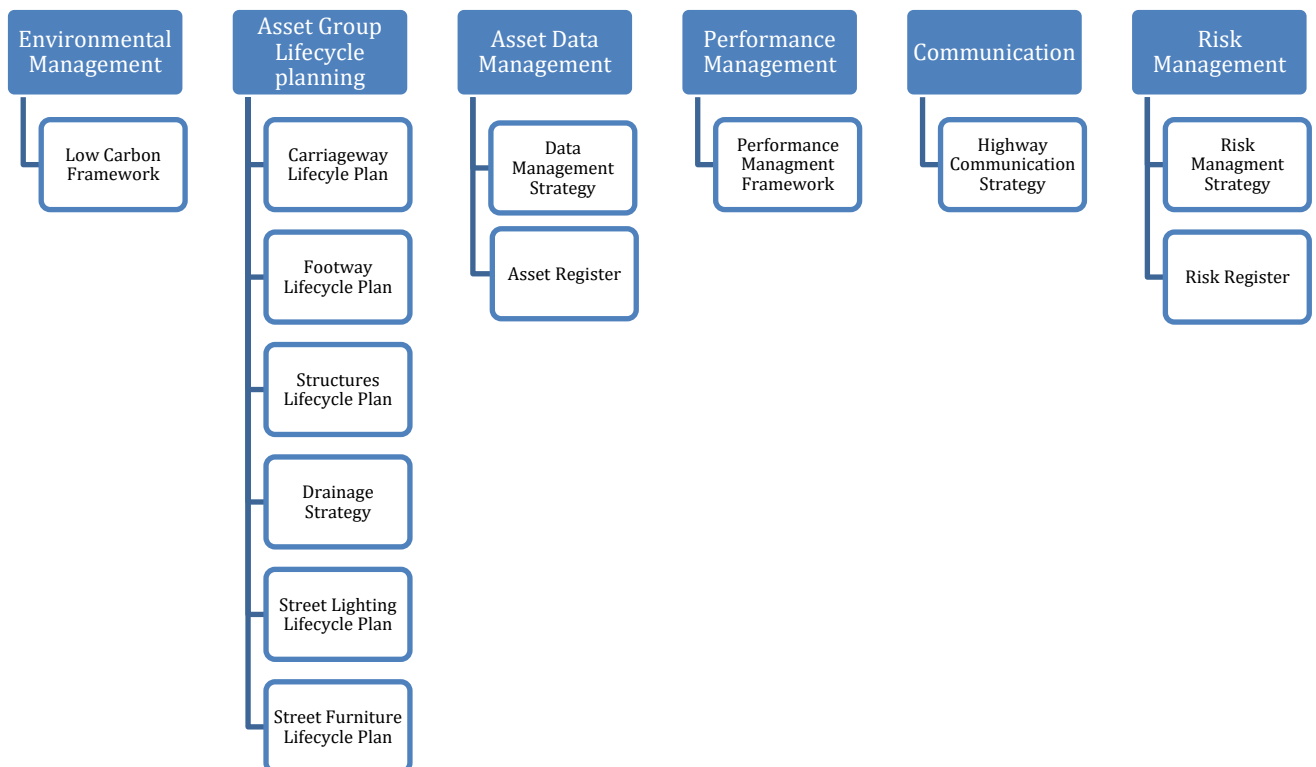 Environmental
Management
Low Carbon
Framework
Asset Group
Lifecycle
planning
Carriageway
Lifecyle Plan
Footway
Lifecycle Plan
Structures
Lifecycle Plan
Drainage
Strategy
Street Lighting
Lifecycle Plan
Street Furniture
Lifecycle Plan
Asset Data
Management
Data
Management
Strategy
Asset Register
Performance
Management
Performance
Managment
Framework
Communication
Highway
Communication
Strategy
Risk
Management
Risk
Managment
Strategy
Risk Register